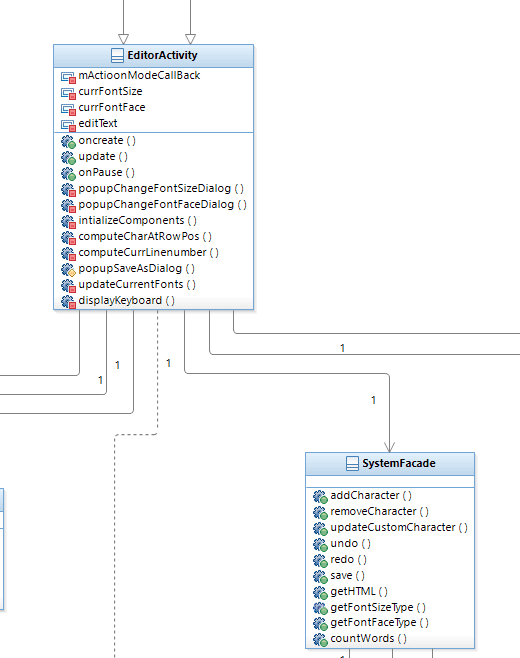 EditorActivity
mActioonModeCallBack
currFontSize
currFontFace
editText
oncreate ( )
update ( )
onPause ( )
popupChangeFontSizeDialog ( )
popupChangeFontFaceDialog ( )
intializeComponents ( )
computeCharAtRowPos ( )
computeCurrLinenumber ( )
popupSaveAsDialog ( )
updateCurrentFonts ( )
displayKeyboard ( )
1
1
1
1
1
SystemFacade
addCharacter ( )
removeCharacter ( )
updateCustomCharacter ( )
undo ( )
redo ( )
save ( )
getHTML ( )
getFontSizeType ( )
getFontFaceType ( )
countWords ( )
1